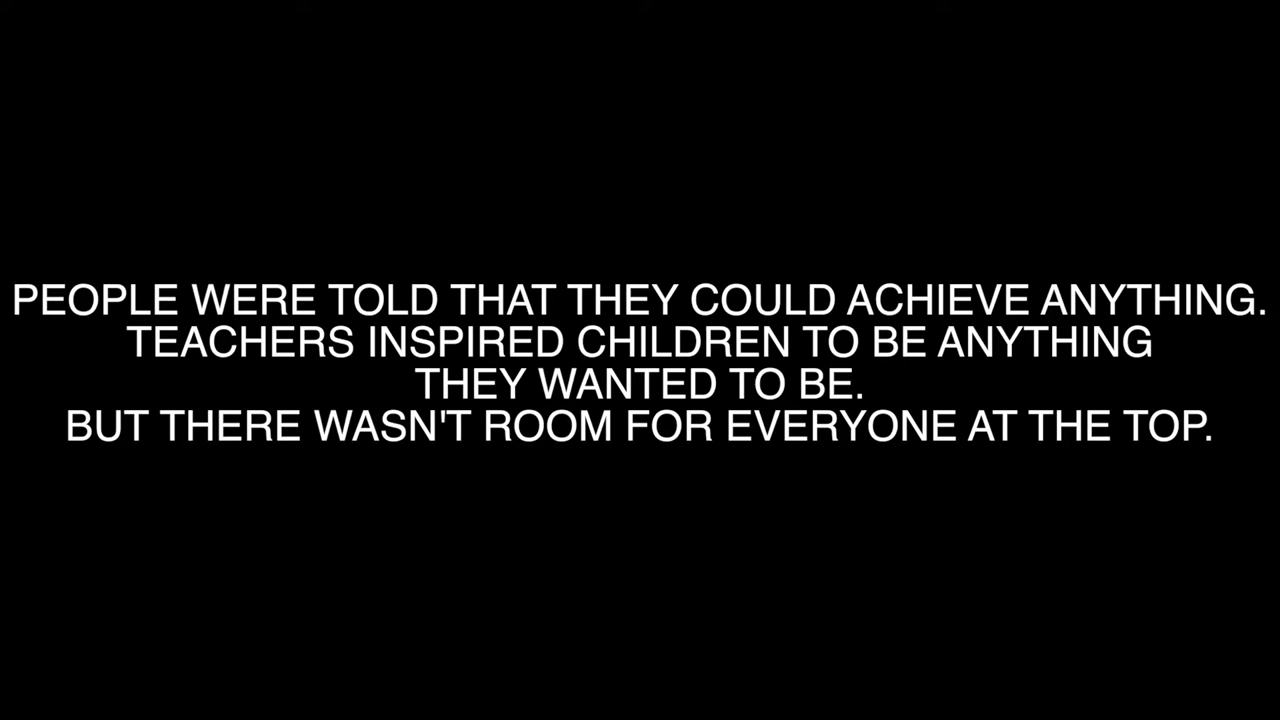 PEOPLE WERE TOLD THAT THEY COULD ACHIEVE ANYTHING.
TEACHERS INSPIRED CHILDREN TO BE ANYTHING
THEY WANTED TO BE.
BUT THERE WASN'T ROOM FOR EVERYONE AT THE TOP.